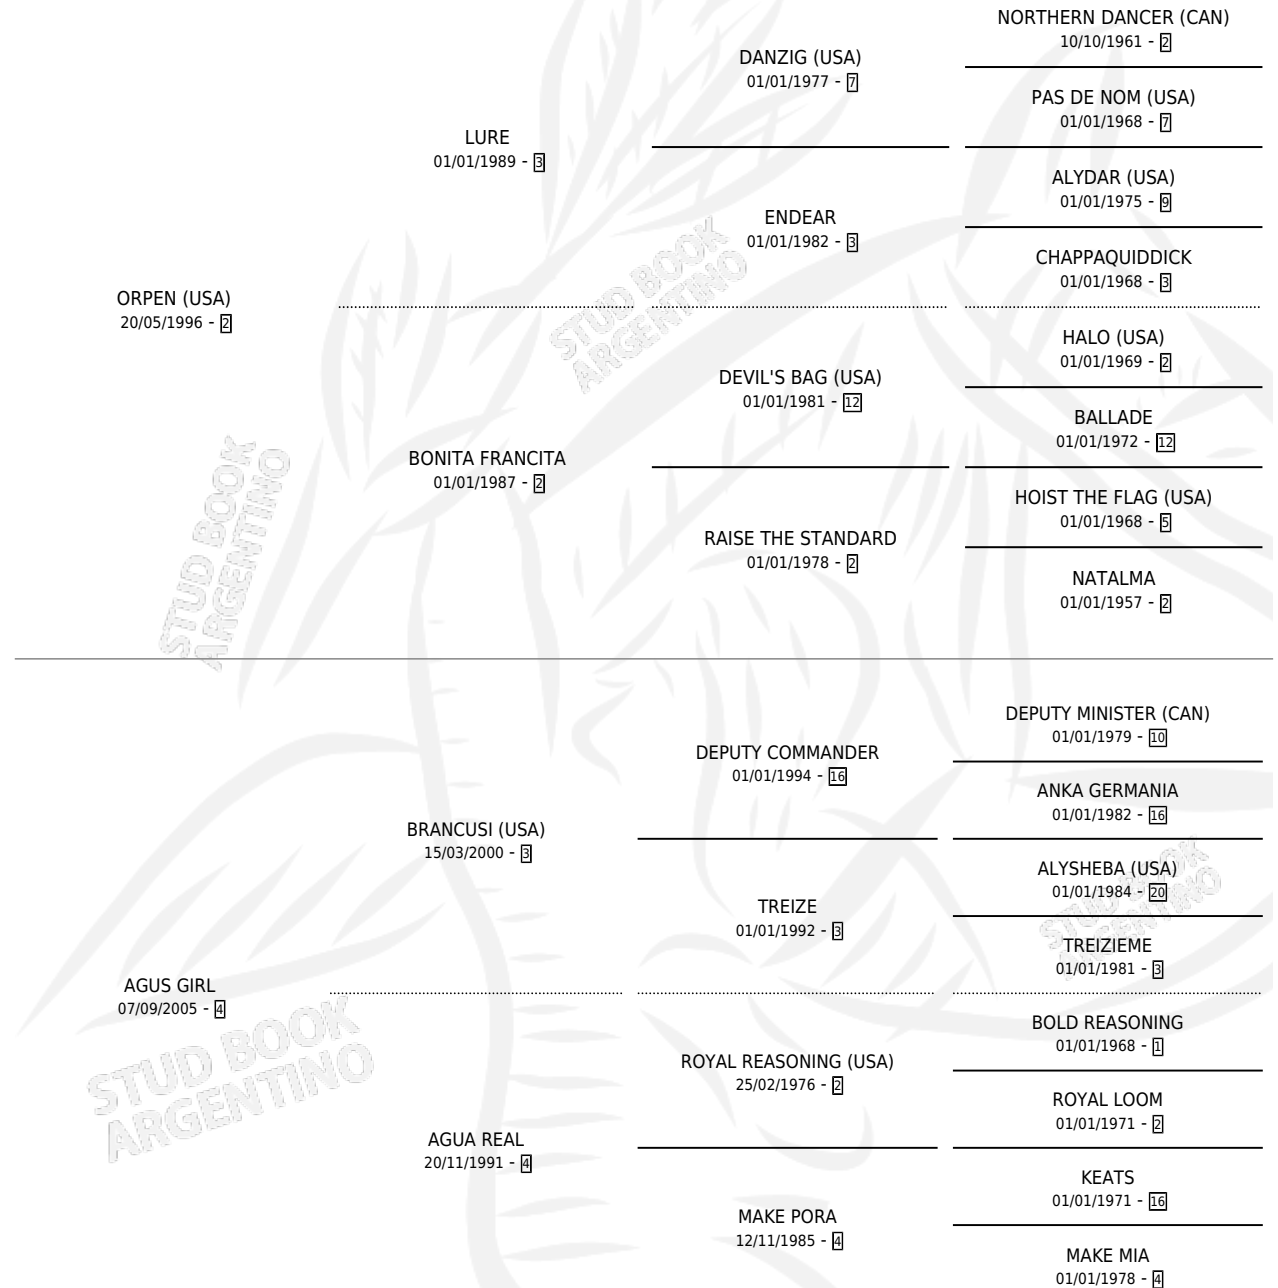 NORTHERN DANCER (CAN)
10/10/1961 - 2
DANZIG (USA)
01/01/1977 - 7
PAS DE NOM (USA)
01/01/1968 - 7
LURE
01/01/1989 - 3
ALYDAR (USA)
01/01/1975 - 9
ENDEAR
01/01/1982 - 3
CHAPPAQUIDDICK
01/01/1968 - 3
ORPEN (USA)
20/05/1996 - 2
HALO (USA)
01/01/1969 - 2
DEVIL'S BAG (USA)
01/01/1981 - 12
BALLADE
01/01/1972 - 12
BONITA FRANCITA
01/01/1987 - 2
HOIST THE FLAG (USA)
01/01/1968 - 5
RAISE THE STANDARD
01/01/1978 - 2
NATALMA
01/01/1957 - 2
DEPUTY MINISTER (CAN)
01/01/1979 - 10
DEPUTY COMMANDER
01/01/1994 - 16
ANKA GERMANIA
01/01/1982 - 16
BRANCUSI (USA)
15/03/2000 - 3
ALYSHEBA (USA)
01/01/1984 - 20
TREIZE
01/01/1992 - 3
TREIZIEME
01/01/1981 - 3
AGUS GIRL
07/09/2005 - 4
BOLD REASONING
01/01/1968 - 1
ROYAL REASONING (USA)
25/02/1976 - 2
ROYAL LOOM
01/01/1971 - 2
AGUA REAL
20/11/1991 - 4
KEATS
01/01/1971 - 16
MAKE PORA
12/11/1985 - 4
MAKE MIA
01/01/1978 - 4
STUD BOOK
ARGENTINO
STUD BOOK
ARGENTINO
STUD BOOK
ARGENTINO
STUD BOOK
ARGENTINO